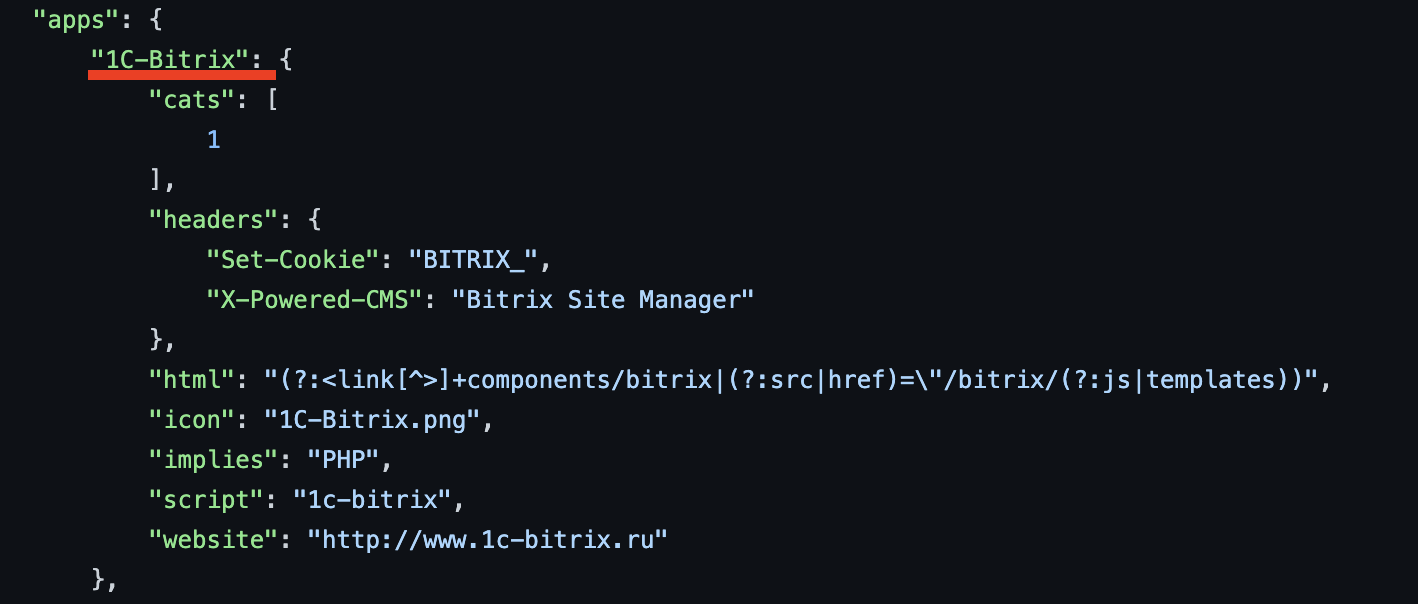 "apps": {
"1C-Bitrix": {
"cats": [
1
],
"headers": {
"Set-Cookie": "BITRIX_",
"X-Powered-CMS": "Bitrix Site Manager"
},
"html": "(?:<link[^>]+components/bitrix|(?:src|href)=\"/bitrix/(?:js|templates))",
"icon": "1C-Bitrix.png",
"implies": "PHP",
"script": "1c-bitrix",
"website": "http://www.1c-bitrix.ru"
},